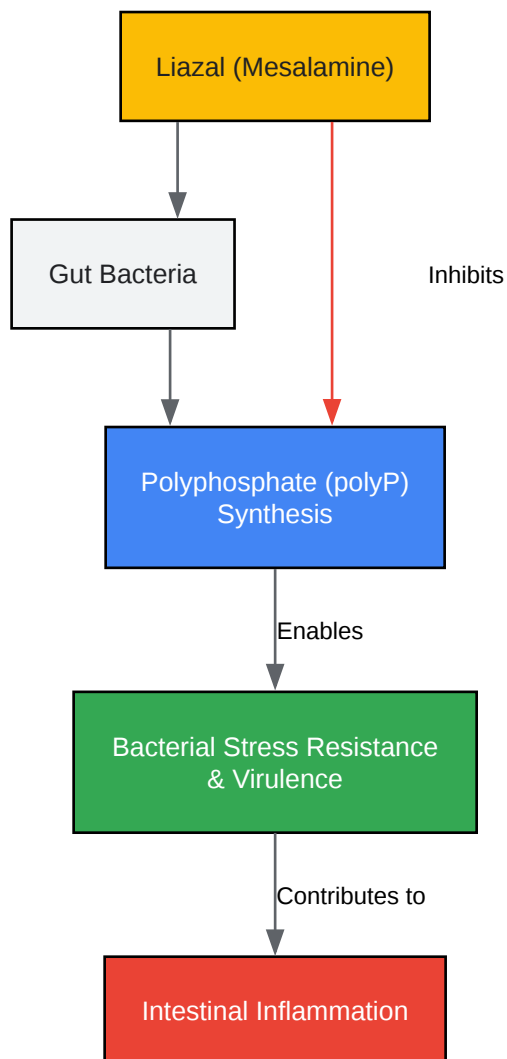 Liazal (Mesalamine)
Gut Bacteria
Inhibits
Polyphosphate (polyP)
Synthesis
Enables
Bacterial Stress Resistance
& Virulence
Contributes to
Intestinal Inflammation